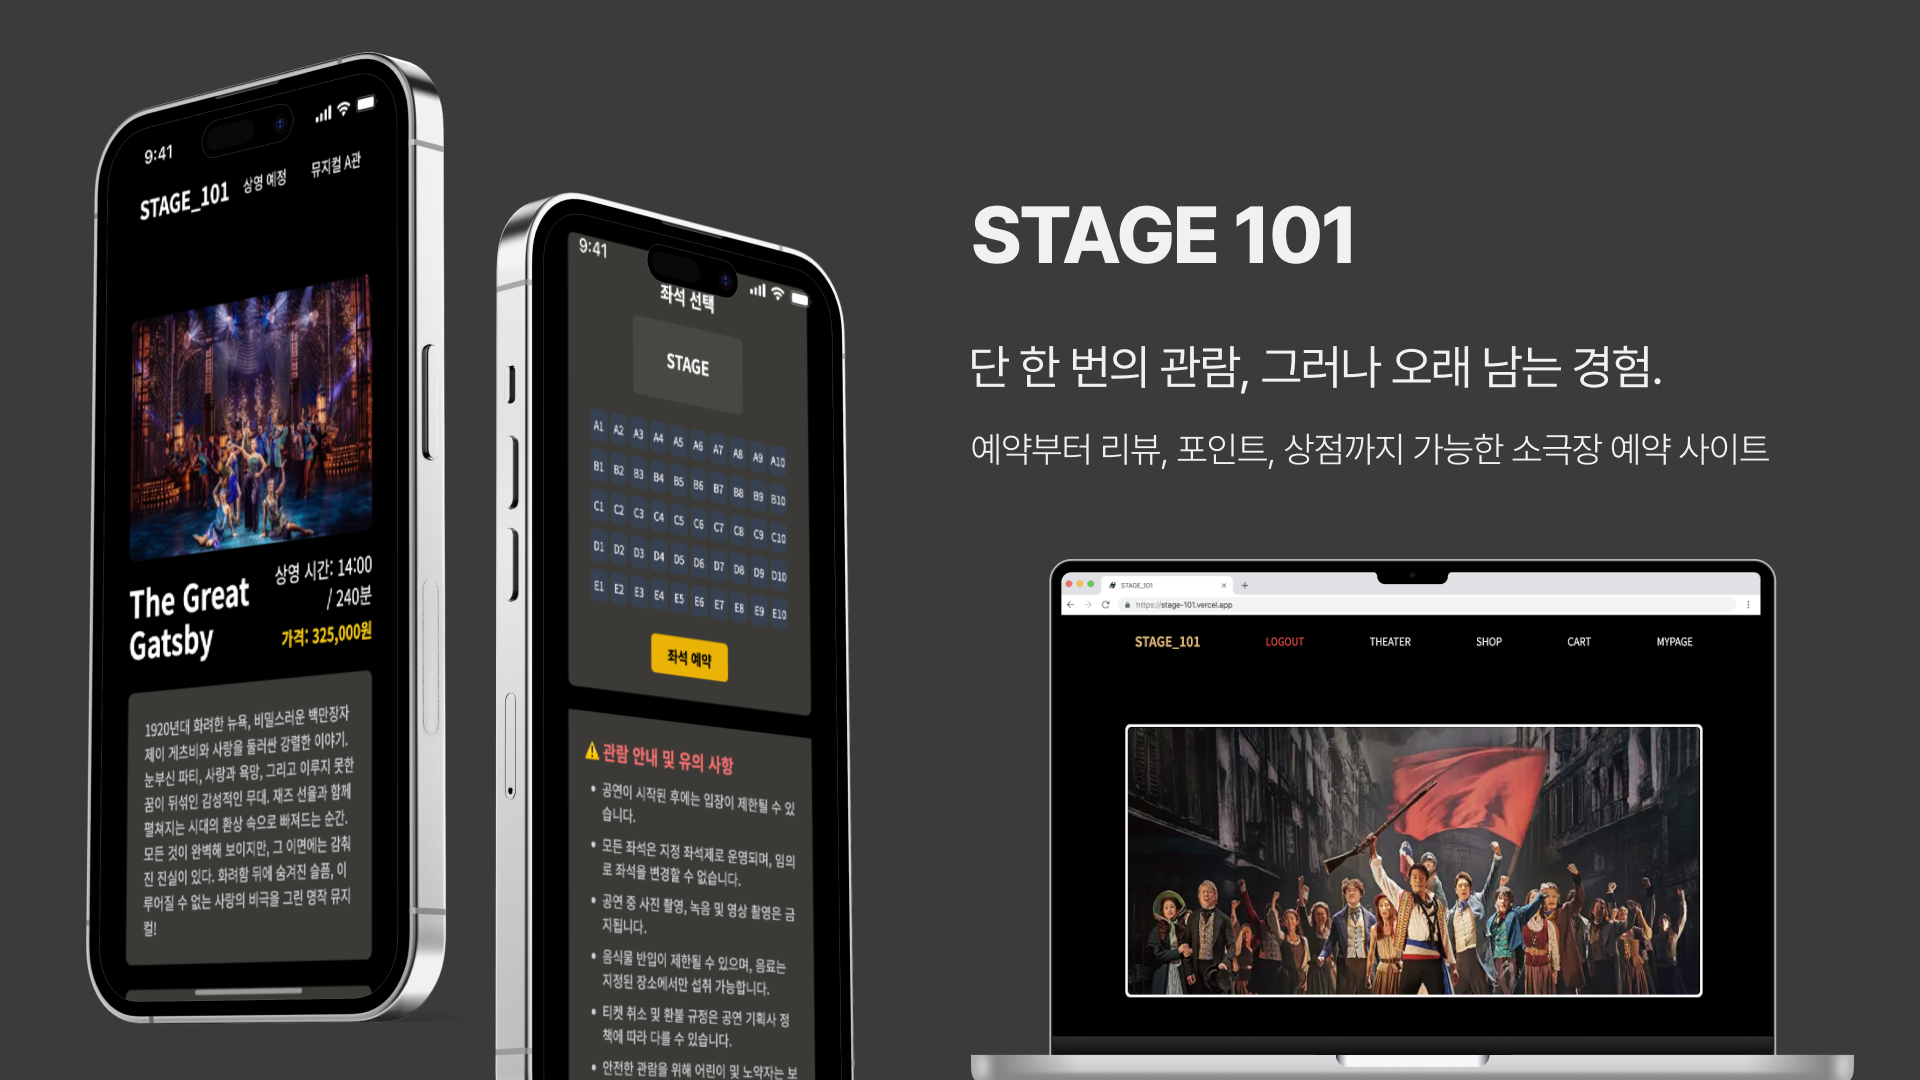 9:41
STAGE_101 상영 예정 뮤지컬 A관
The Great
Gatsby
상영 시간: 14:00
/ 240분
가격: 325,000원
1920년대 화려한 뉴욕, 비밀스러운 백만장자
제이 게츠비와 사랑을 둘러싼 강렬한 이야기.
눈부신 파티, 사랑과 욕망, 그리고 이루지 못한
꿈이 뒤섞인 감성적인 무대. 재즈 선율과 함께
펼쳐지는 시대의 환상 속으로 빠져드는 순간.
모든 것이 완벽해 보이지만, 그 이면에는 감춰
진 진실이 있다. 화려함 뒤에 숨겨진 슬픔, 이
루어질 수 없는 사랑의 비극을 그린 명작 뮤지
컬!
9:41
좌석 선택
STAGE
A1 A2 A3 A4 A5 A6 A7 A8 A9 A10
B1 B2 B3 B4 B5 B6 B7 B8 B9 B10
C1 C2 C3 C4 C5 C6 C7 C8 C9 C10
D1 D2 D3 D4 D5 D6 D7 D8 D9 D10
E1 E2 E3 E4 E5 E6 E7 E8 E9 E10
좌석 예약
관람 안내 및 유의 사항
• 공연이 시작된 후에는 입장이 제한될 수 있
습니다.
• 모든 좌석은 지정 좌석제로 운영되며, 임의
로 좌석을 변경할 수 없습니다.
• 공연 중 사진 촬영, 녹음 및 영상 촬영은 금
지됩니다.
• 음식물 반입이 제한될 수 있으며, 음료는
지정된 장소에서만 섭취 가능합니다.
• 티켓 취소 및 환불 규정은 공연 기획사 정
책에 따라 다를 수 있습니다.
• 안전한 관람을 위해 어린이 및 노약자는 보
STAGE 101
단 한 번의 관람, 그러나 오래 남는 경험.
예약부터 리뷰, 포인트, 상점까지 가능한 소극장 예약 사이트
STAGE_101
https://stage-101.vercel.app
STAGE_101 LOGOUT THEATER SHOP CART MYPAGE